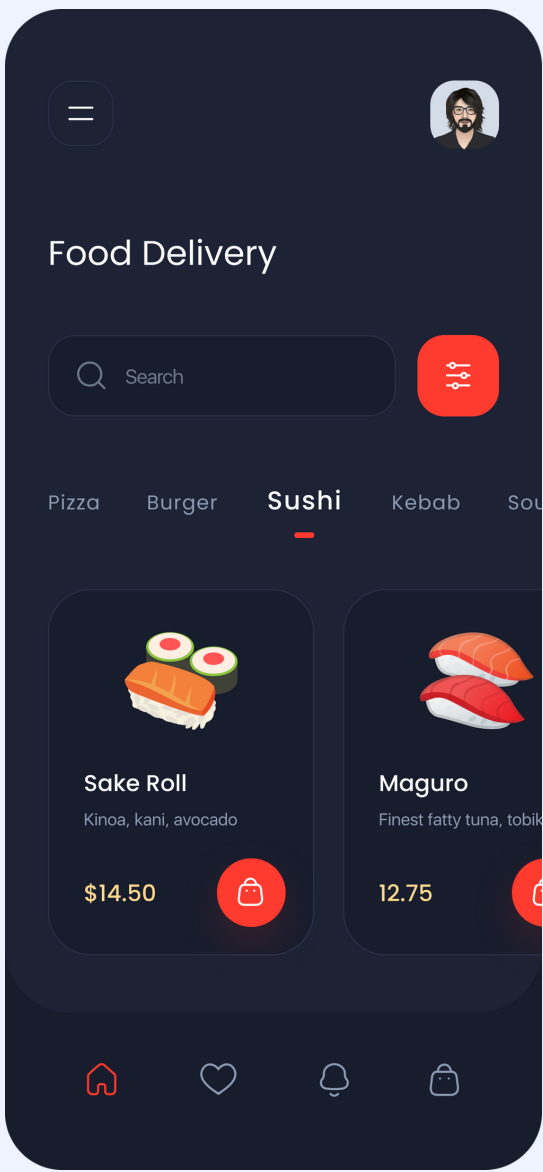 Food Delivery
Search
Pizza Burger Sushi Kebab
Sake Roll
Kinoa, kani, avocado
$14.50
Maguro
Finest fatty tuna,
12.75